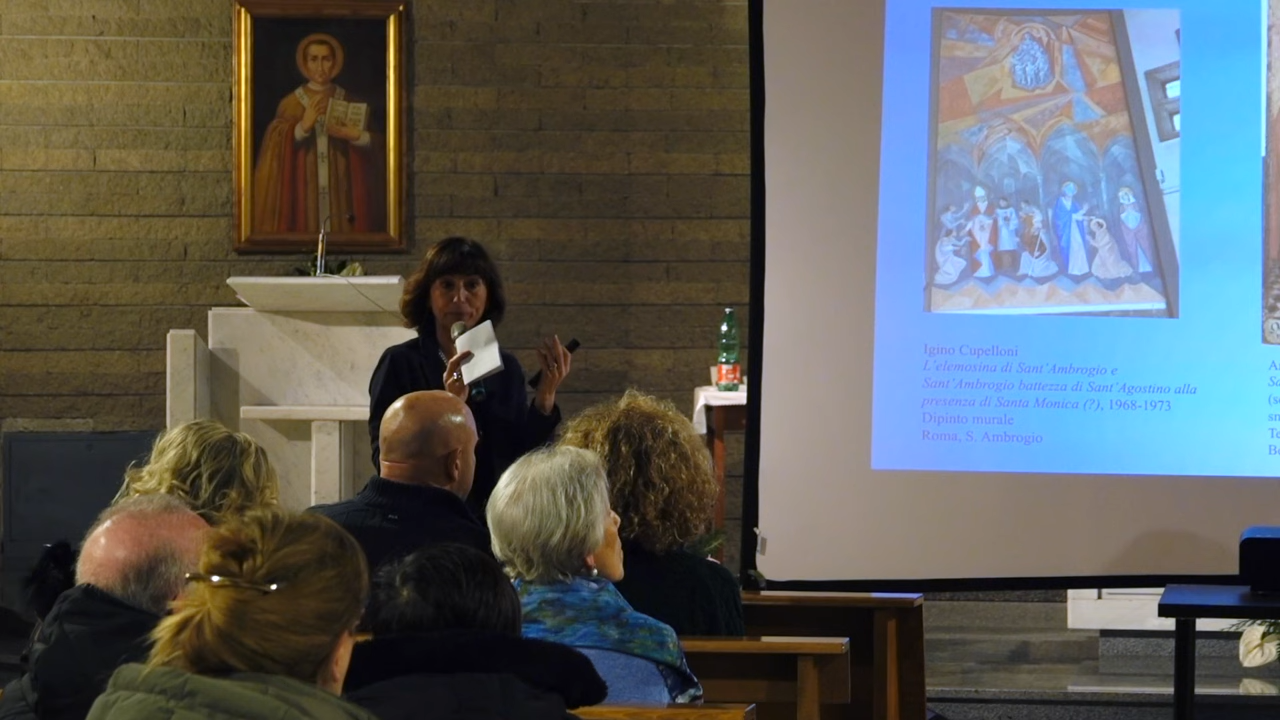 Igino Cupelloni
L'elemosina di Sant'Ambrogio e
Sant'Ambrogio battezza di Sant'Agostino alla
presenza di Santa Monica (?), 1968-1973
Dipinto murale
Roma, S. Ambrogio